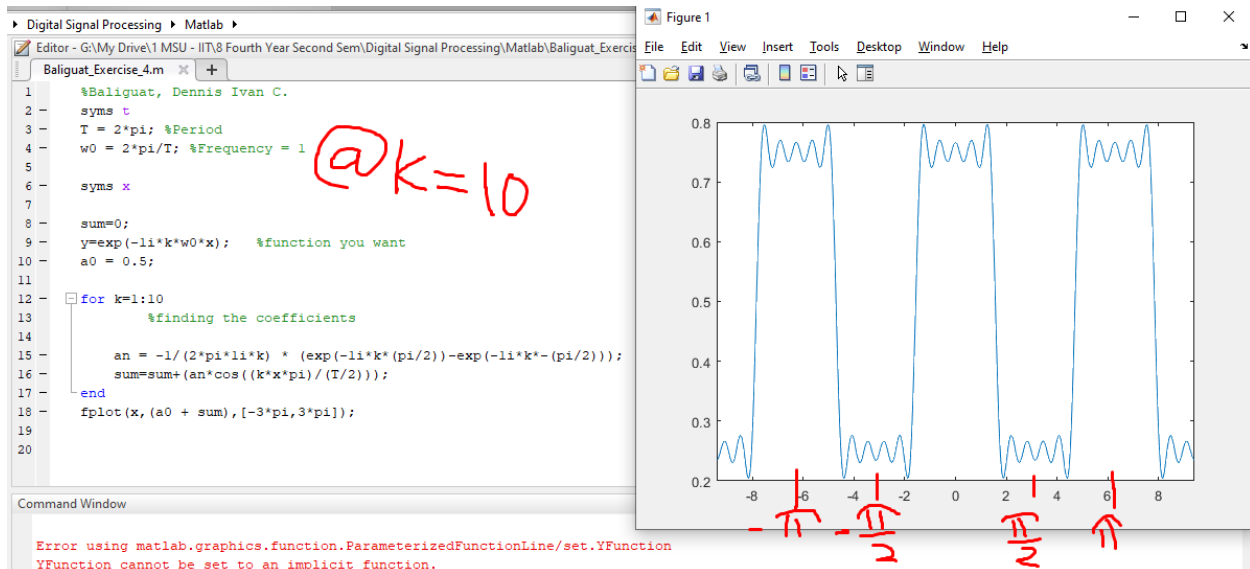 Digital Signal Processing ▸ Matlab ▸
Editor - G:\My Drive\1 MSU - IIT\8 Fourth Year Second Sem\Digital Signal Processing\Matlab\Baliguat_Exercis
Baliguat_Exercise_4.m × +
1 %Baliguat, Dennis Ivan C.
2 - syms t
3 - T = 2*pi; %Period
4 - w0 = 2*pi/T; %Frequency = 1
5
6 - syms x
7
8 - sum=0;
9 - y=exp(-1i*k*w0*x); %function you want
10 - a0 = 0.5;
11
12 - for k=1:10
13 %finding the coefficients
14
15 - an = -1/(2*pi*1i*k) * (exp(-1i*k*(pi/2))-exp(-1i*k*-(pi/2)));
16 - sum=sum+(an*cos((k*x*pi)/(T/2)));
17 - end
18 - fplot(x,(a0 + sum),[-3*pi,3*pi]);
19
20
@k=10
Command Window
Error using matlab.graphics.function.ParameterizedFunctionLine/set.YFunction
YFunction cannot be set to an implicit function.
Figure 1
File Edit View Insert Tools Desktop Window Help
0.8
0.7
0.6
0.5
0.4
0.3
0.2
-8 -6 -4 -2 0 2 4 6 8
-π -π/2 π/2 π